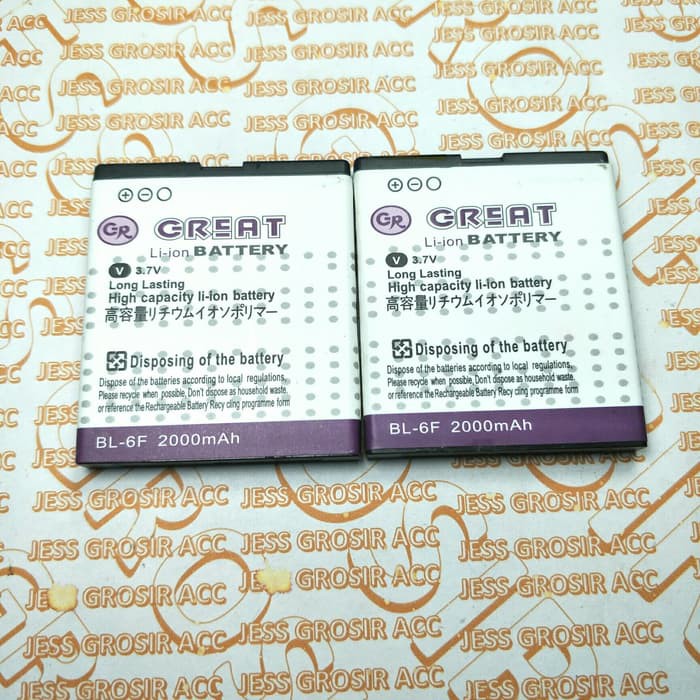 GR GREAT
Li-ion BATTERY
V 3.7V
Long Lasting
High capacity li-lon battery
高容量リチウムイオンポリマー
Disposing of the battery
Dispose of the batteries according to local regulations,
Please recycle when possible, Don't dispose as household waste.
or reference the Rechargeable Battery Recy cling programme form
BL-6F 2000mAh
GR GREAT
Li-ion BATTERY
V 3.7V
Long Lasting
High capacity li-lon battery
高容量リチウムイオンポリマー
Disposing of the battery
Dispose of the batteries according to local regulations,
Please recycle when possible, Don't dispose as household waste.
or reference the Rechargeable Battery Recy cling programme form
BL-6F 2000mAh
JESS GROSIR ACC